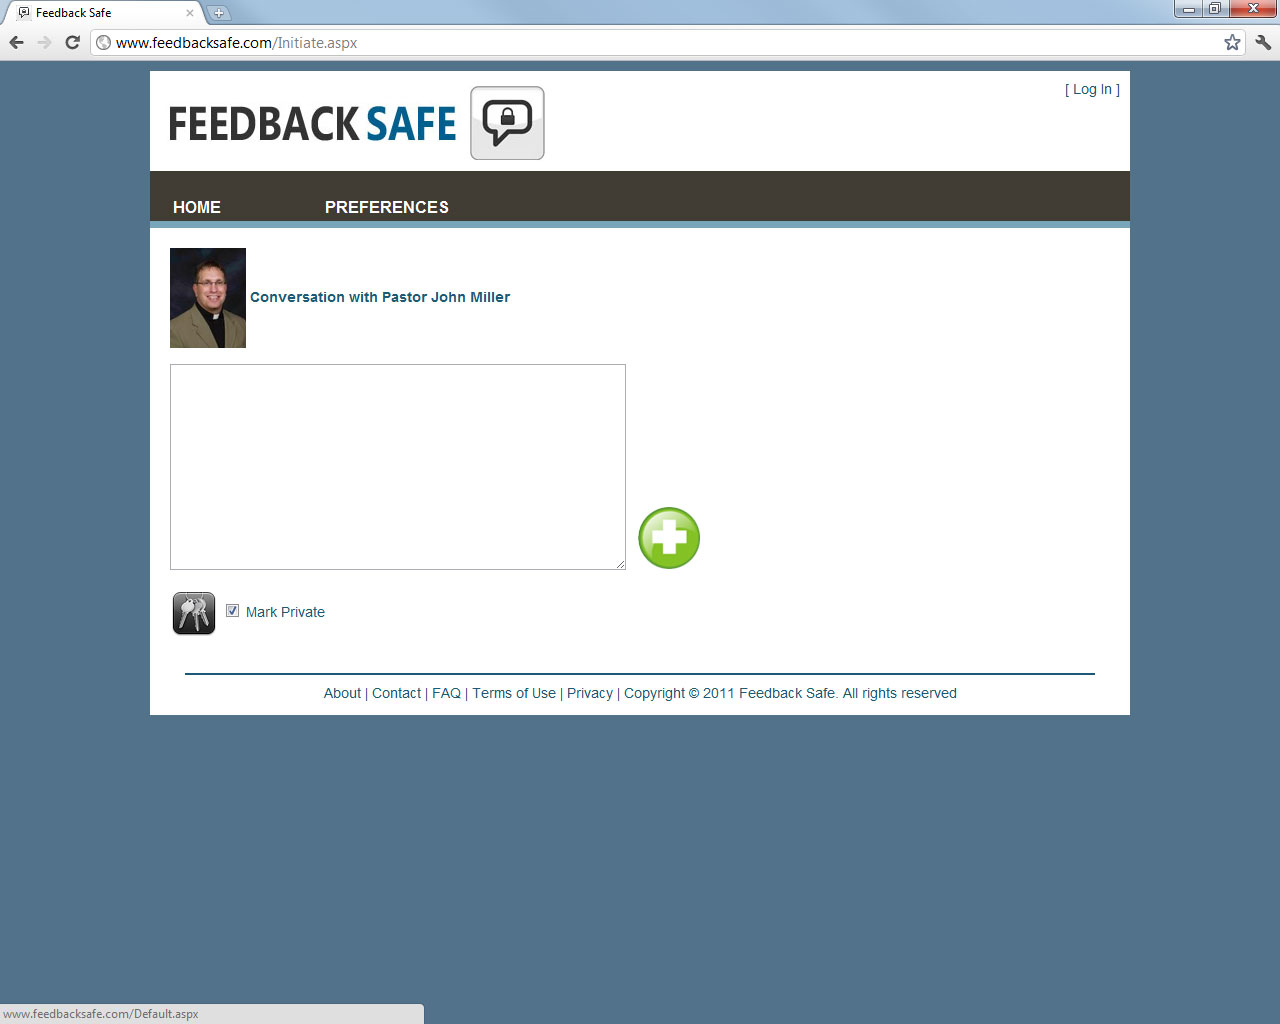 Feedback Safe
www.feedbacksafe.com/Initiate.aspx
[ Log In ]
FEEDBACK SAFE
HOME PREFERENCES
Conversation with Pastor John Miller
Mark Private
About | Contact | FAQ | Terms of Use | Privacy | Copyright © 2011 Feedback Safe. All rights reserved
www.feedbacksafe.com/Default.aspx